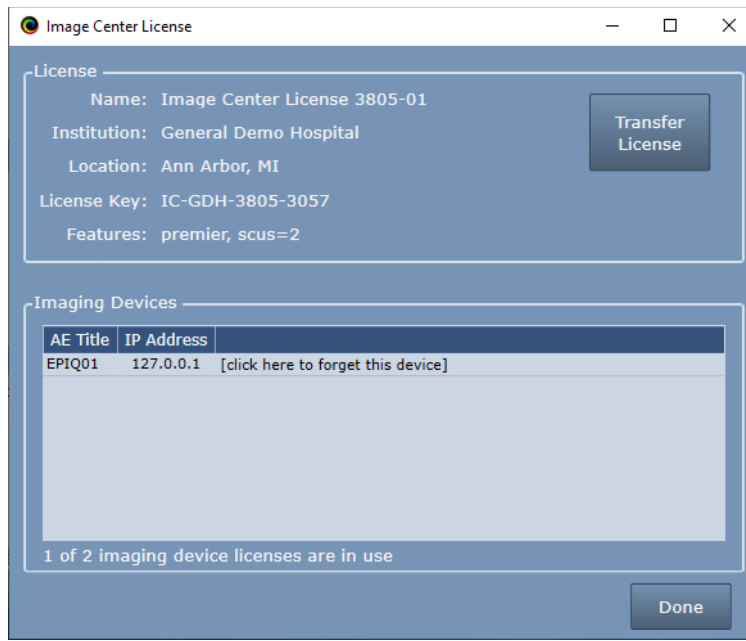 Image Center License
License
Name: Image Center License 3805-01
Institution: General Demo Hospital
Location: Ann Arbor, MI
License Key: IC-GDH-3805-3057
Features: premier, scus=2
Transfer
License
Imaging Devices
AE Title IP Address
EPIQ01 127.0.0.1 [click here to forget this device]
1 of 2 imaging device licenses are in use
Done